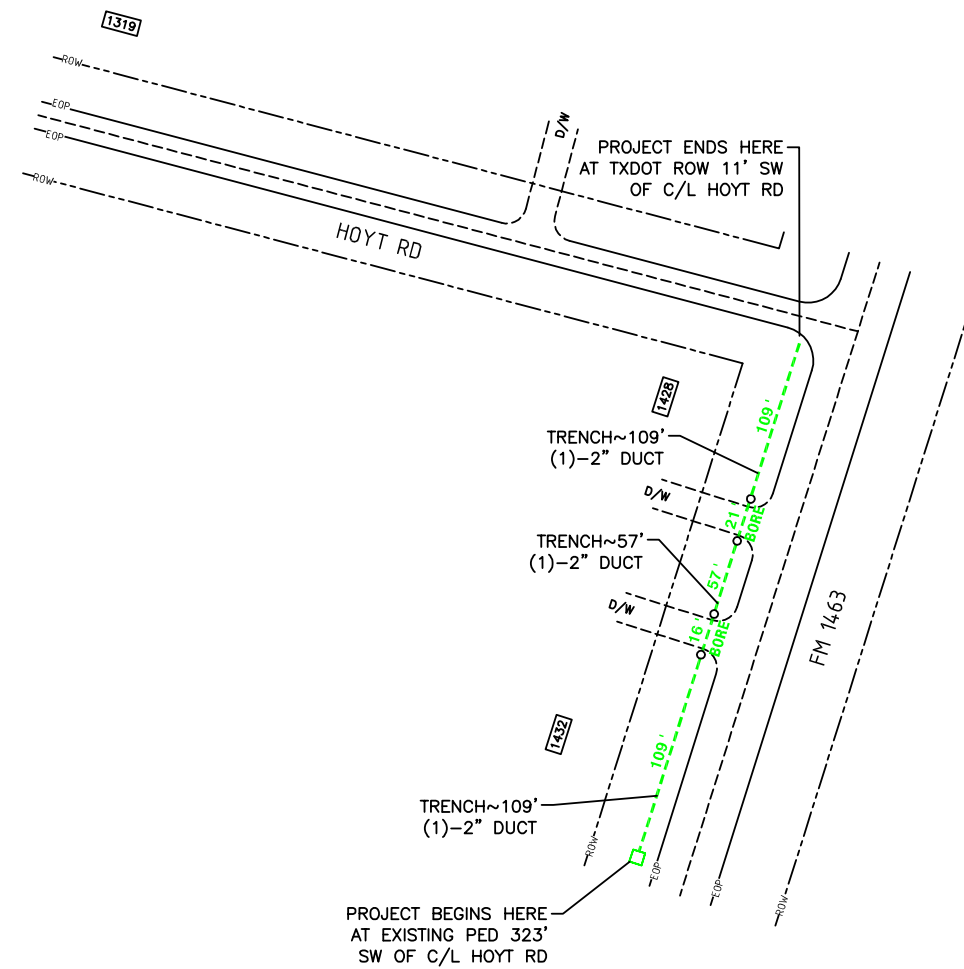 1319
ROW
EOP
EOP
ROW
D/W
PROJECT ENDS HERE
AT TXDOT ROW 11' SW
OF C/L HOYT RD
HOYT RD
1428
109'
TRENCH~109'
(1)-2" DUCT
D/W
21'
BORE
TRENCH~57'
(1)-2" DUCT
57'
D/W
16'
BORE
FM 1463
1432
109'
TRENCH~109'
(1)-2" DUCT
ROW
EOP
EOP
ROW
PROJECT BEGINS HERE
AT EXISTING PED 323'
SW OF C/L HOYT RD